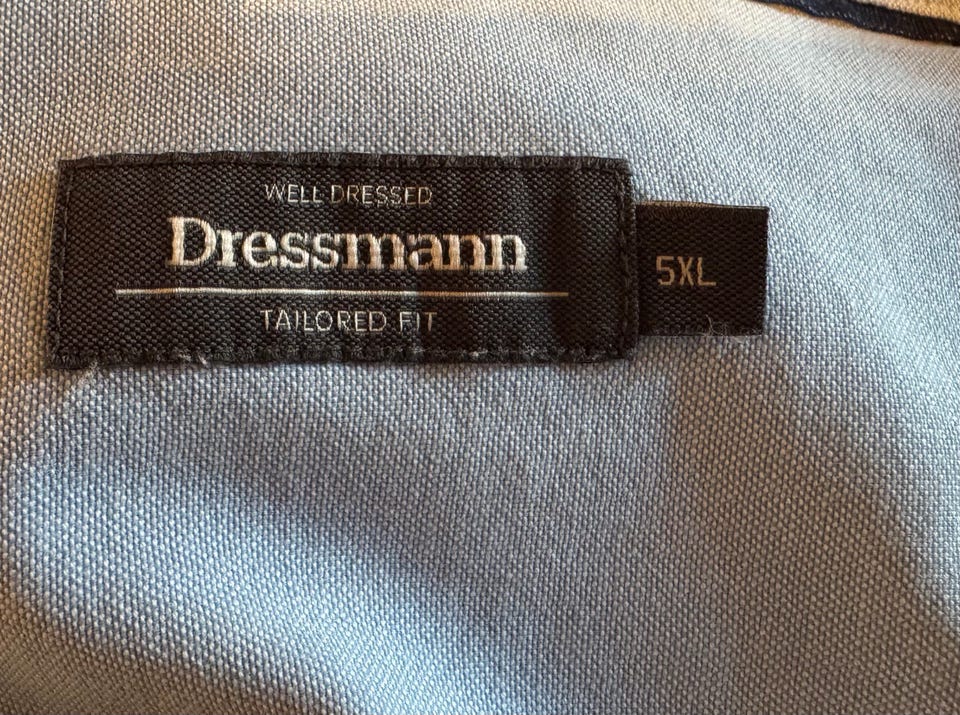 WELL DRESSED
Dressmann
TAILORED FIT
5XL